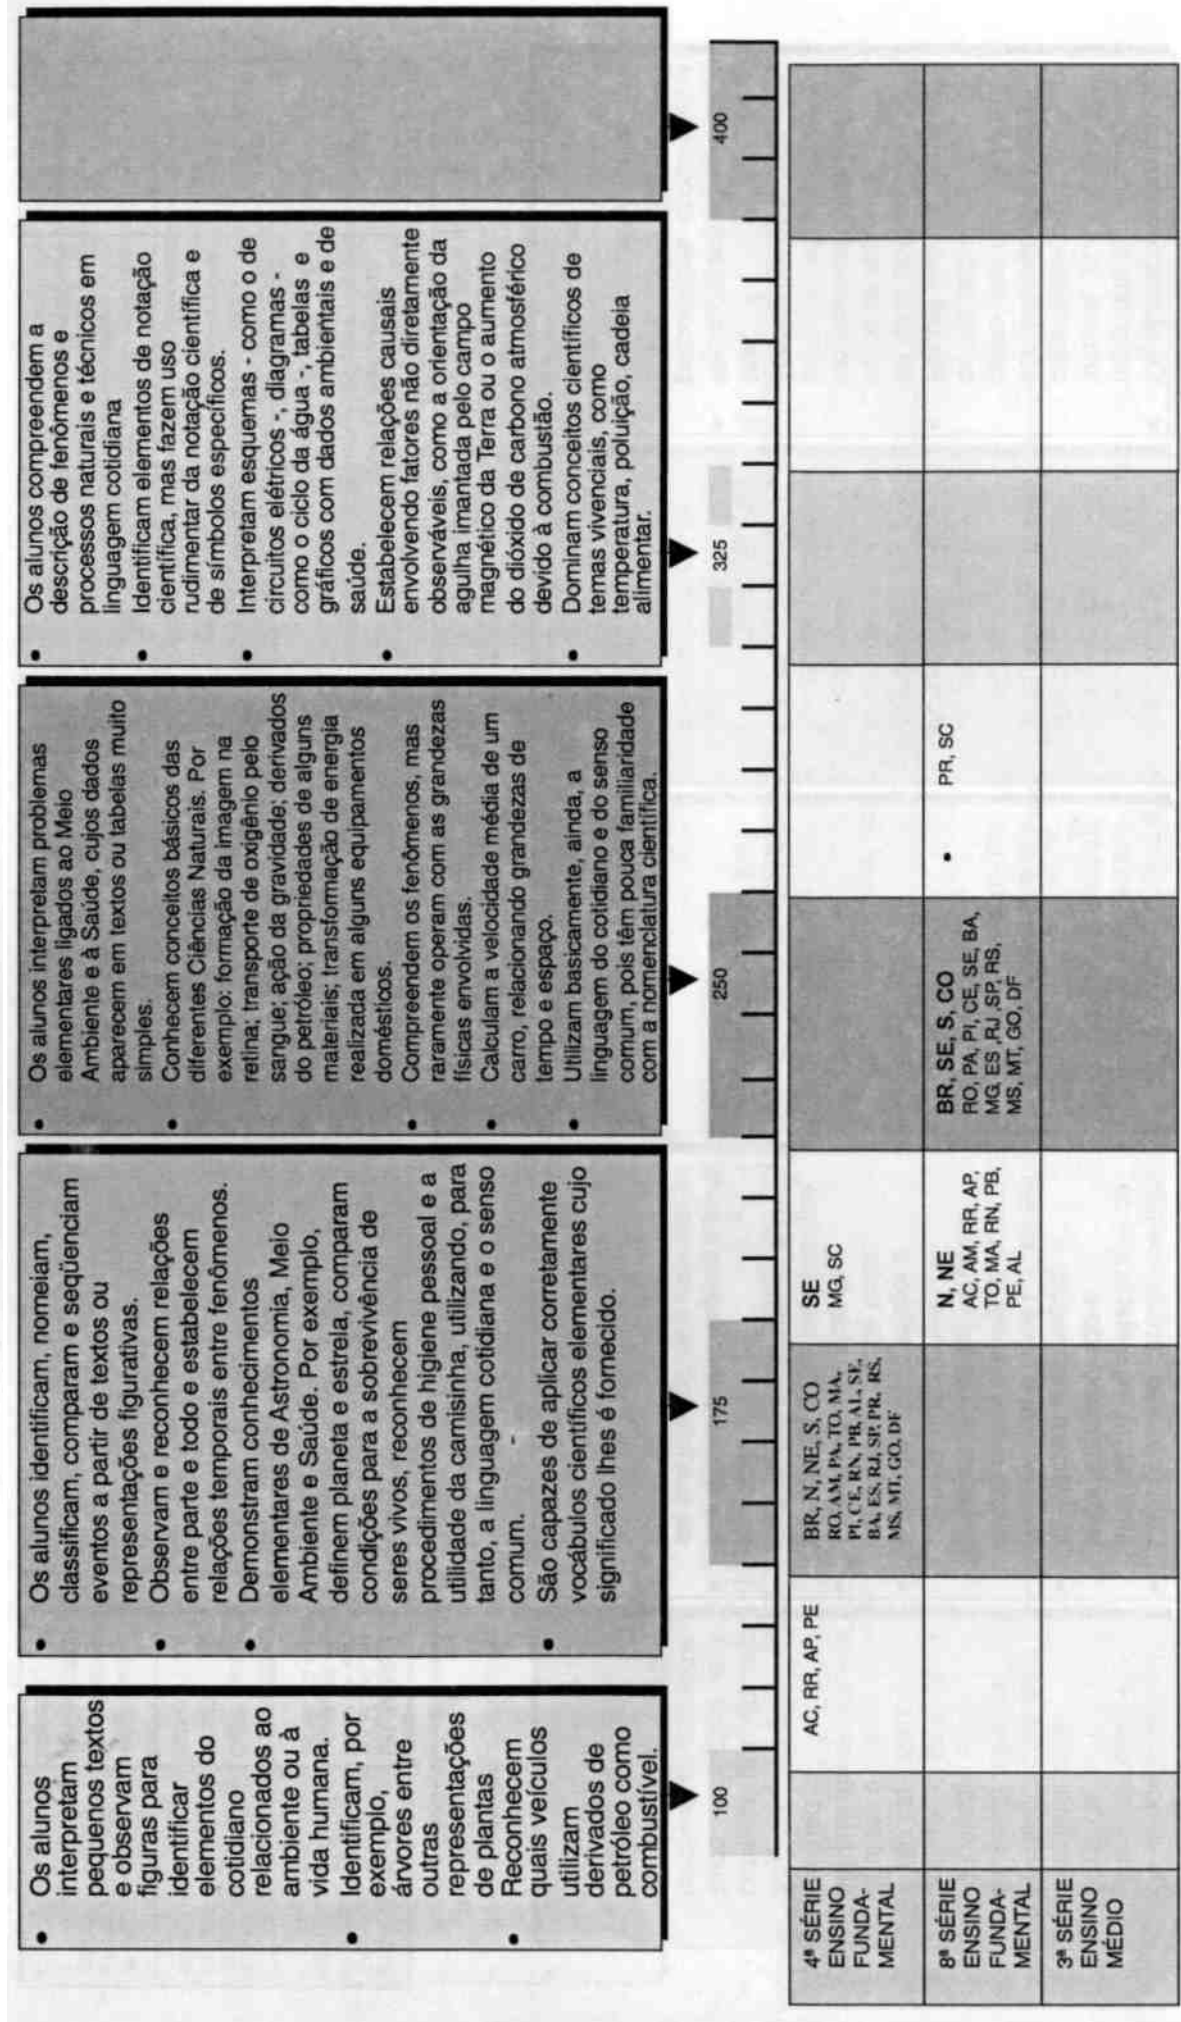 Os alunos
interpretam
pequenos textos
e observam
figuras para
identificar
elementos do
cotidiano
relacionados ao
ambiente ou à
vida humana.
Identificam, por
exemplo,
árvores entre
outras
representações
de plantas
Reconhecem
quais veículos
utilizam
derivados de
petróleo como
combustível.
Os alunos identificam, nomeiam,
classificam, comparam e seqüenciam
eventos a partir de textos ou
representações figurativas.
Observam e reconhecem relações
entre parte e todo e estabelecem
relações temporais entre fenômenos.
Demonstram conhecimentos
elementares de Astronomia, Meio
Ambiente e Saúde. Por exemplo,
definem planeta e estrela, comparam
condições para a sobrevivência de
seres vivos, reconhecem
procedimentos de higiene pessoal e a
utilidade da camisinha, utilizando, para
tanto, a linguagem cotidiana e o senso
comum.
São capazes de aplicar corretamente
vocábulos científicos elementares cujo
significado lhes é fornecido.
Os alunos interpretam problemas
elementares ligados ao Meio
Ambiente e à Saúde, cujos dados
aparecem em textos ou tabelas muito
simples.
Conhecem conceitos básicos das
diferentes Ciências Naturais. Por
exemplo: formação da imagem na
retina; transporte de oxigênio pelo
sangue; ação da gravidade; derivados
do petróleo; propriedades de alguns
materiais; transformação de energia
realizada em alguns equipamentos
domésticos.
Compreendem os fenômenos, mas
raramente operam com as grandezas
físicas envolvidas.
Calculam a velocidade média de um
carro, relacionando grandezas de
tempo e espaço.
Utilizam basicamente, ainda, a
linguagem do cotidiano e do senso
comum, pois têm pouca familiaridade
com a nomenclatura científica.
Os alunos compreendem a
descrição de fenômenos e
processos naturais e técnicos em
linguagem cotidiana
Identificam elementos de notação
científica, mas fazem uso
rudimentar da notação científica e
de símbolos específicos.
Interpretam esquemas - como o de
circuitos elétricos -, diagramas -
como o ciclo da água -, tabelas e
gráficos com dados ambientais e de
saúde.
Estabelecem relações causais
envolvendo fatores não diretamente
observáveis, como a orientação da
agulha imantada pelo campo
magnético da Terra ou o aumento
do dióxido de carbono atmosférico
devido à combustão.
Dominam conceitos científicos de
temas vivenciais, como
temperatura, poluição, cadeia
alimentar.
100
175
250
325
400
4ª SÉRIE
ENSINO
FUNDA-
MENTAL
AC, RR, AP, PE
BR, N, NE, S, CO
RO, AM, PA, TO, MA,
PI, CE, RN, PB, AL, SE,
BA, ES, RJ, SP, PR, RS,
MS, MT, GO, DF
SE
MG, SC
8ª SÉRIE
ENSINO
FUNDA-
MENTAL
N, NE
AC, AM, RR, AP,
TO, MA, RN, PB,
PE, AL
BR, SE, S, CO
RO, PA, PI, CE, SE, BA,
MG, ES ,RJ ,SP, RS,
MS, MT, GO, DF
PR, SC
3ª SÉRIE
ENSINO
MÉDIO